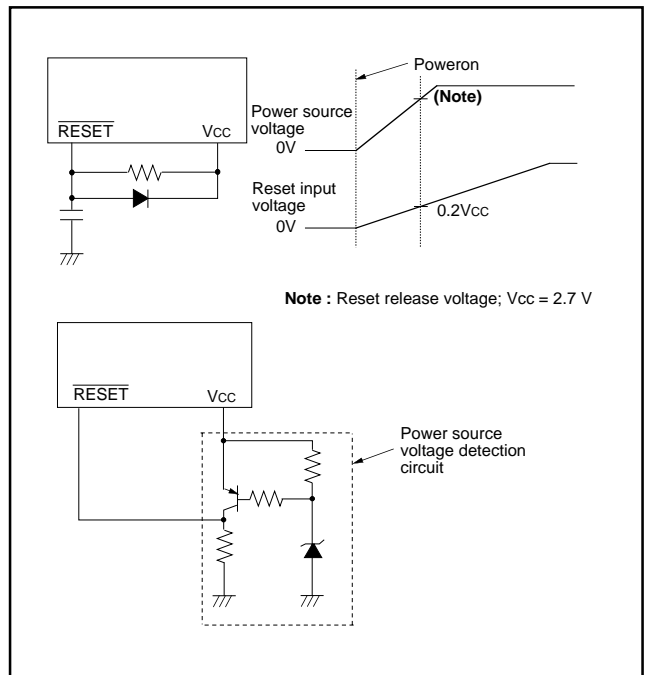 Poweron
(Note)
RESET
VCC
Power source
voltage
0V
Reset input
voltage
0V
0.2VCC
Note : Reset release voltage; Vcc = 2.7 V
RESET
VCC
Power source
voltage detection
circuit